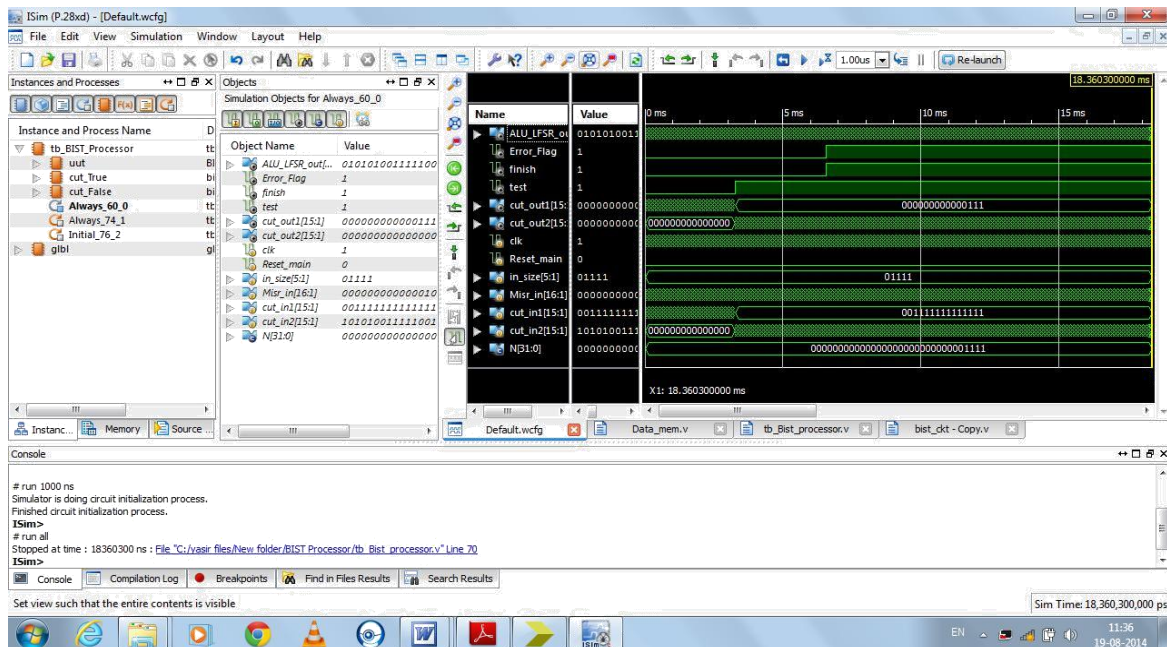 ISim (P.28xd) - [Default.wcfg]
File Edit View Simulation Window Layout Help
1.00us
Re-launch
Instances and Processes
Instance and Process Name D
tb_BIST_Processor tt
uut Bl
cut_True bi
cut_False bi
Always_60_0 tt
Always_74_1 tt
Initial_76_2 tt
glbl gl
Instanc...
Memory
Source ...
Objects
Simulation Objects for Always_60_0
Object Name Value
ALU_LFSR_out[... 010101001111100
Error_Flag 1
finish 1
test 1
cut_out1[15:1] 000000000000111
cut_out2[15:1] 000000000000000
clk 1
Reset_main 0
in_size[5:1] 01111
Misr_in[16:1] 000000000000010
cut_in1[15:1] 001111111111111
cut_in2[15:1] 101010011111001
N[31:0] 000000000000000
18.360300000 ms
Name Value
0 ms 5 ms 10 ms 15 ms
ALU_LFSR_ou 0101010011
Error_Flag 1
finish 1
test 1
cut_out1[15: 0000000000 000000000000111
cut_out2[15: 0000000000 000000000000000
clk 1
Reset_main 0
in_size[5:1] 01111 01111
Misr_in[16:1] 0000000000
cut_in1[15:1] 0011111111 001111111111111
cut_in2[15:1] 1010100111 000000000000000
N[31:0] 0000000000 00000000000000000000000000001111
X1: 18.360300000 ms
Default.wcfg
Data_mem.v
tb_Bist_processor.v
bist_ckt - Copy.v
Console
# run 1000 ns
Simulator is doing circuit initialization process.
Finished circuit initialization process.
ISim>
# run all
Stopped at time : 18360300 ns : File "C:/yasir files/New folder/BIST Processor/tb_Bist_processor.v" Line 70
ISim>
Console
Compilation Log
Breakpoints
Find in Files Results
Search Results
Set view such that the entire contents is visible
Sim Time: 18,360,300,000 ps
EN
11:36
19-08-2014